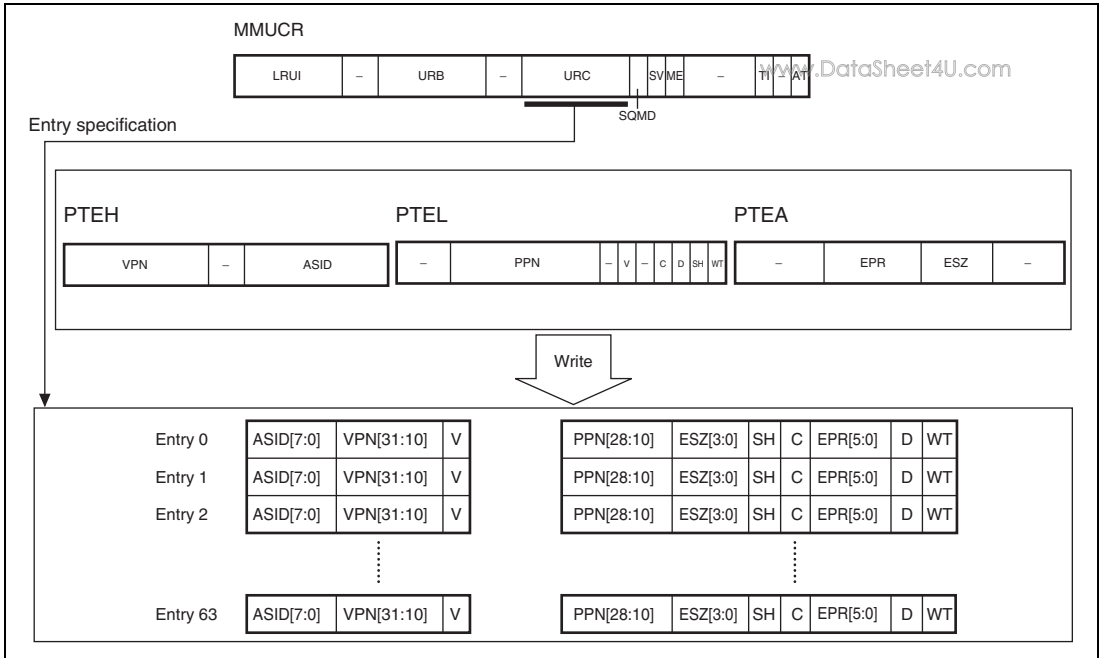 MMUCR
LRUI – URB – URC SV ME – TI – AT
www.DataSheet4U.com
SQMD
Entry specification
PTEH PTEL PTEA
VPN – ASID – PPN – V – C D SH WT – EPR ESZ –
Write
Entry 0 ASID[7:0] VPN[31:10] V PPN[28:10] ESZ[3:0] SH C EPR[5:0] D WT
Entry 1 ASID[7:0] VPN[31:10] V PPN[28:10] ESZ[3:0] SH C EPR[5:0] D WT
Entry 2 ASID[7:0] VPN[31:10] V PPN[28:10] ESZ[3:0] SH C EPR[5:0] D WT
Entry 63 ASID[7:0] VPN[31:10] V PPN[28:10] ESZ[3:0] SH C EPR[5:0] D WT